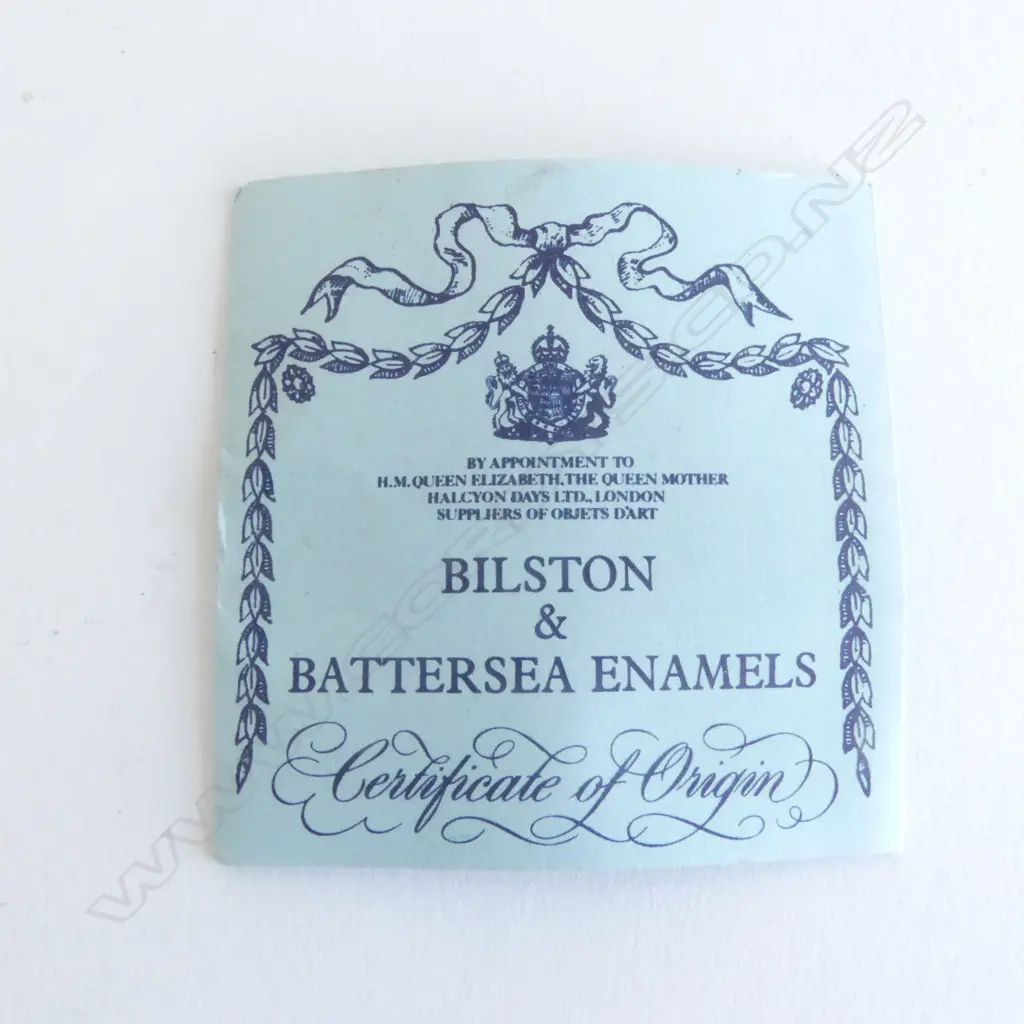 BY APPOINTMENT TO
H.M. QUEEN ELIZABETH, THE QUEEN MOTHER
HALCYON DAYS LTD., LONDON
SUPPLIERS OF OBJETS D'ART
BILSTON
&
BATTERSEA ENAMELS
Certificate of Origin